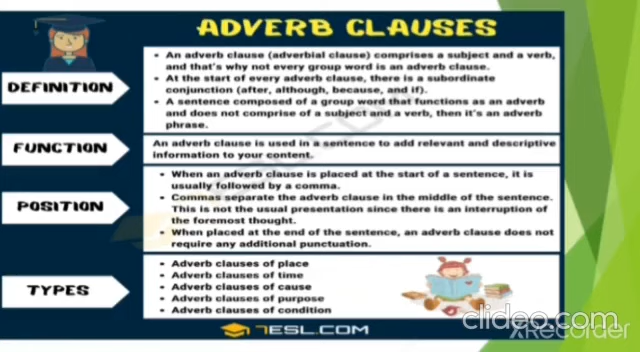 ADVERB CLAUSES
DEFINITION
• An adverb clause (adverbial clause) comprises a subject and a verb,
and that's why not every group word is an adverb clause.
• At the start of every adverb clause, there is a subordinate
conjunction (after, although, because, and if).
• A sentence composed of a group word that functions as an adverb
and does not comprise of a subject and a verb, then it's an adverb
phrase.
FUNCTION
An adverb clause is used in a sentence to add relevant and descriptive
information to your content.
POSITION
• When an adverb clause is placed at the start of a sentence, it is
usually followed by a comma.
• Commas separate the adverb clause in the middle of the sentence.
This is not the usual presentation since there is an interruption of
the foremost thought.
• When placed at the end of the sentence, an adverb clause does not
require any additional punctuation.
TYPES
• Adverb clauses of place
• Adverb clauses of time
• Adverb clauses of cause
• Adverb clauses of purpose
• Adverb clauses of condition
7ESL.COM
clideo.com
XRecorder